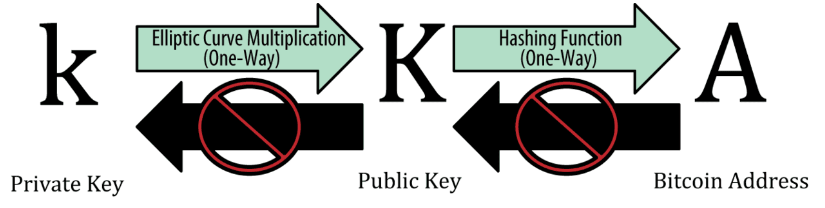 k
Elliptic Curve Multiplication
(One-Way)
K
Hashing Function
(One-Way)
A
Private Key
Public Key
Bitcoin Address